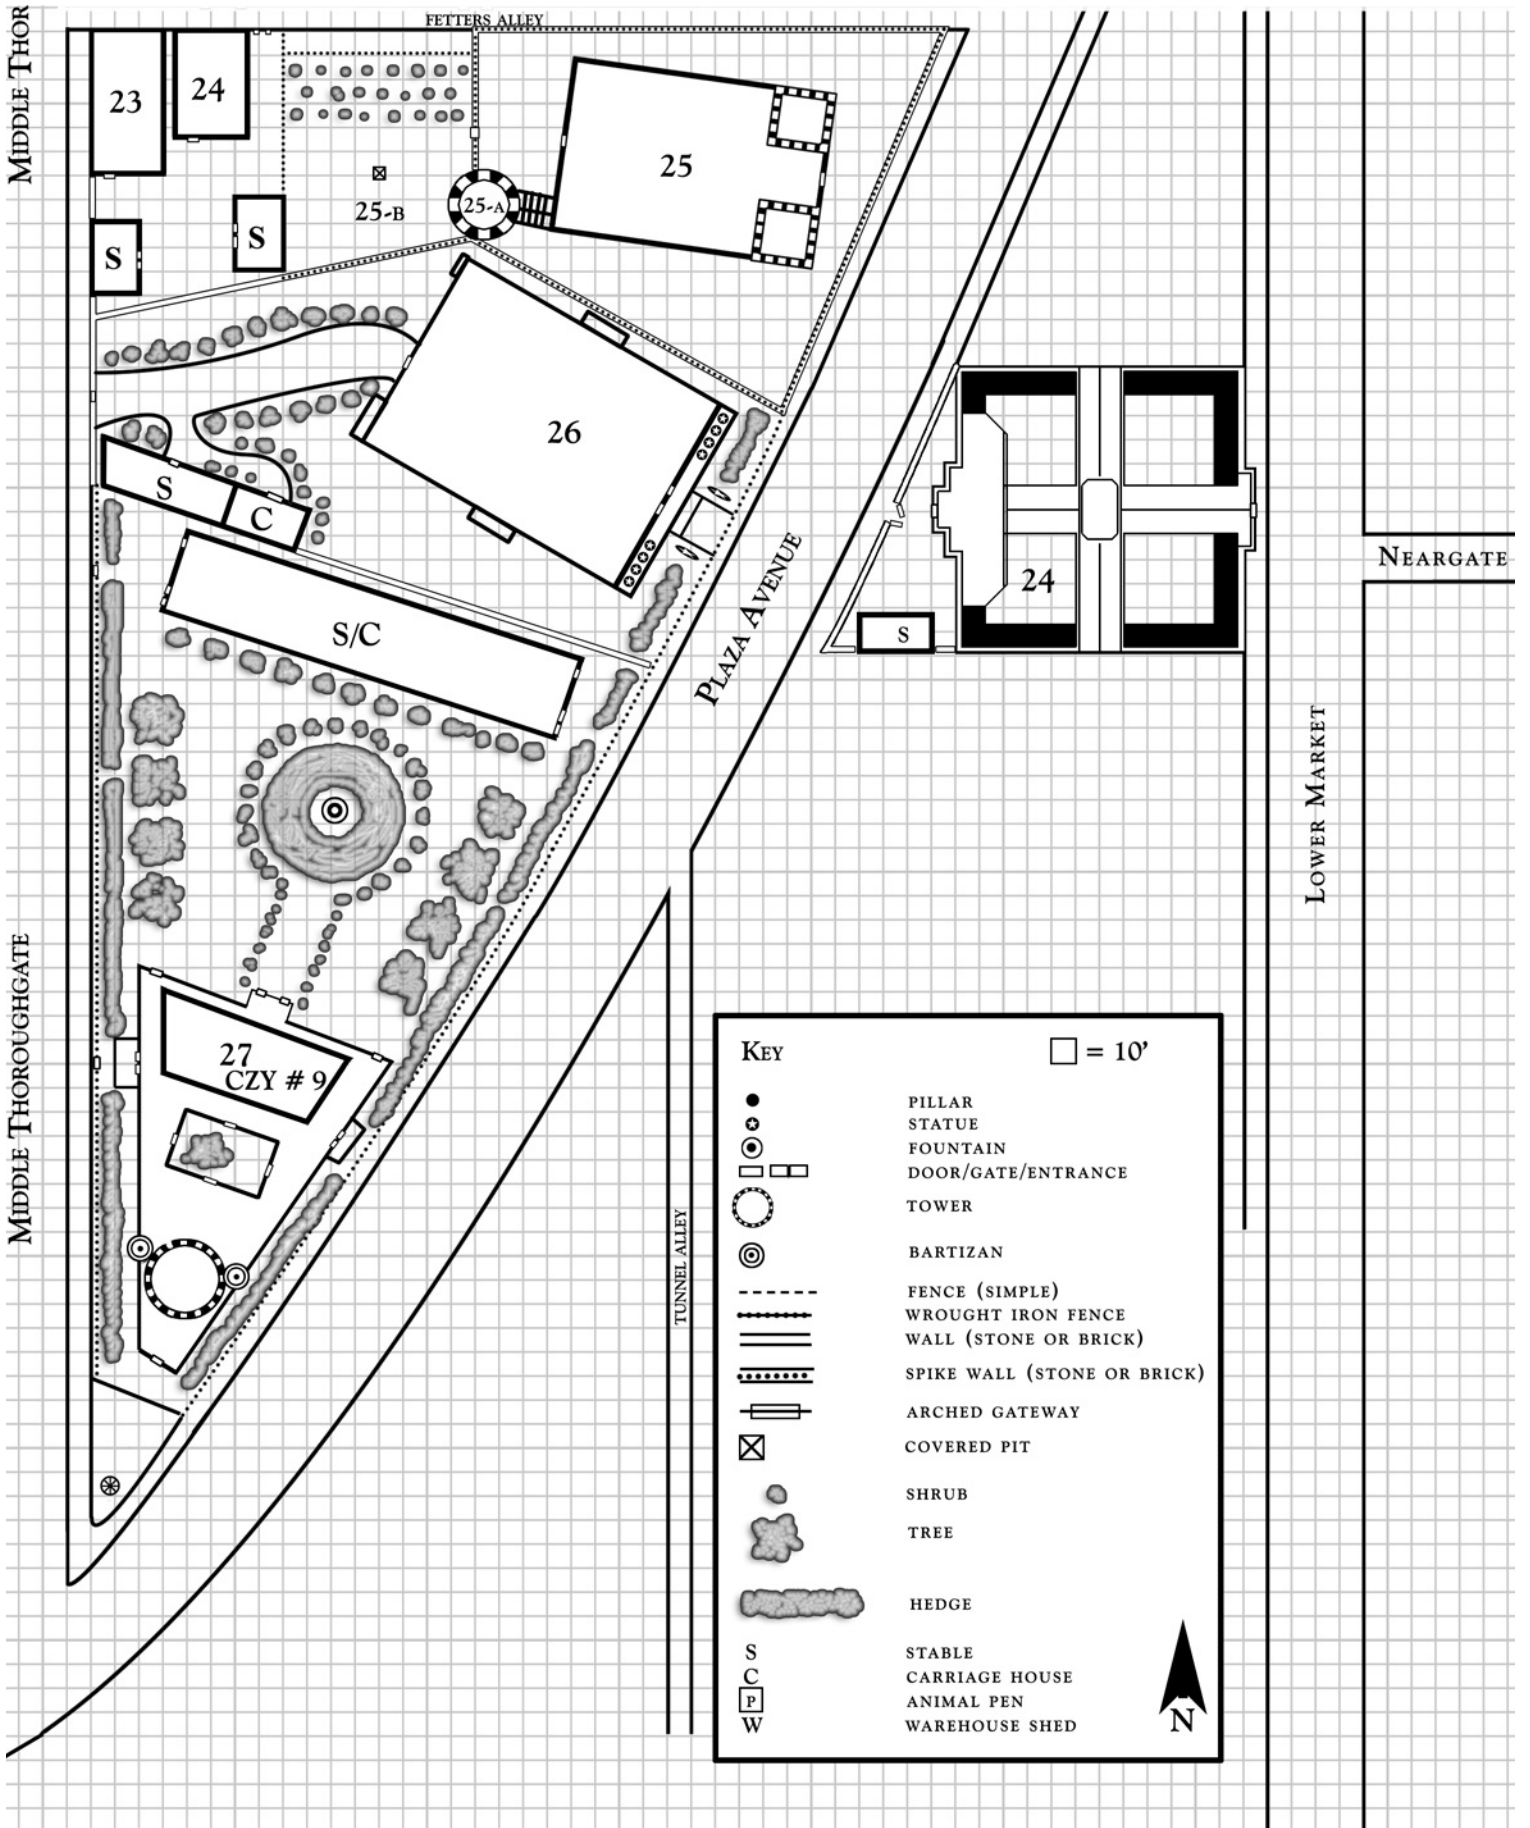 FETTERS ALLEY
MIDDLE THOR
23
24
25
25-A
25-B
S
S
26
S
C
S/C
PLAZA AVENUE
24
S
NEARGATE
LOWER MARKET
MIDDLE THOROUGHGATE
27
CZY # 9
TUNNEL ALLEY
KEY
= 10'
PILLAR
STATUE
FOUNTAIN
DOOR/GATE/ENTRANCE
TOWER
BARTIZAN
FENCE (SIMPLE)
WROUGHT IRON FENCE
WALL (STONE OR BRICK)
SPIKE WALL (STONE OR BRICK)
ARCHED GATEWAY
COVERED PIT
SHRUB
TREE
HEDGE
S STABLE
C CARRIAGE HOUSE
P ANIMAL PEN
W WAREHOUSE SHED
N